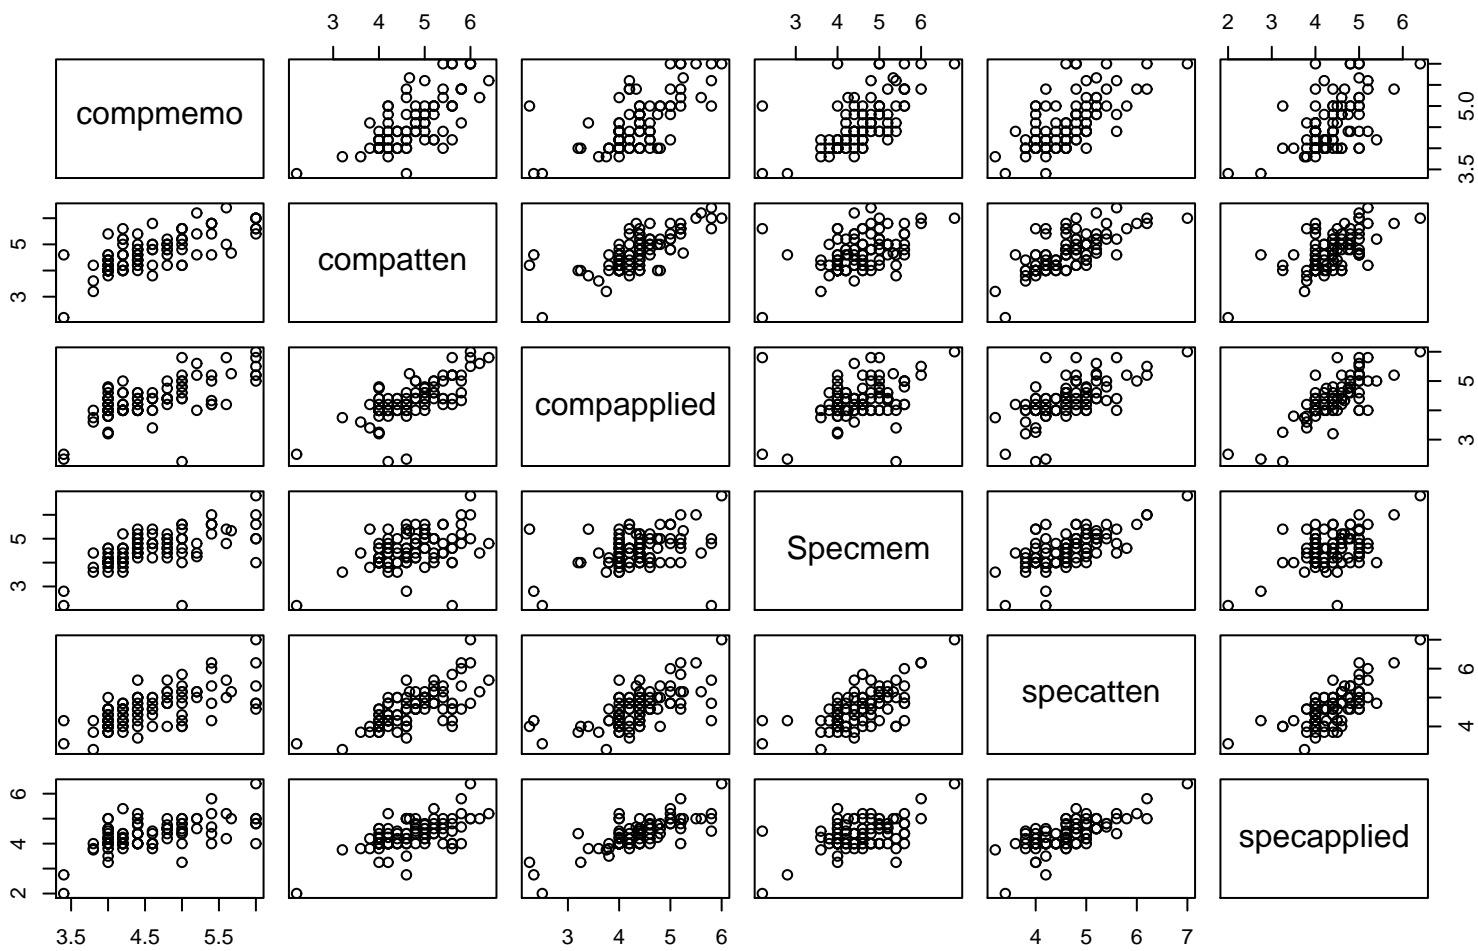 3 4 5 6 3 4 5 6 2 3 4 5 6
compmemo 3.5 5.0
3 5 compatten
compapplied 3 5
3 5 Specmem
specatten 4 6
2 4 6 specapplied
3.5 4.5 5.5 3 4 5 6 4 5 6 7